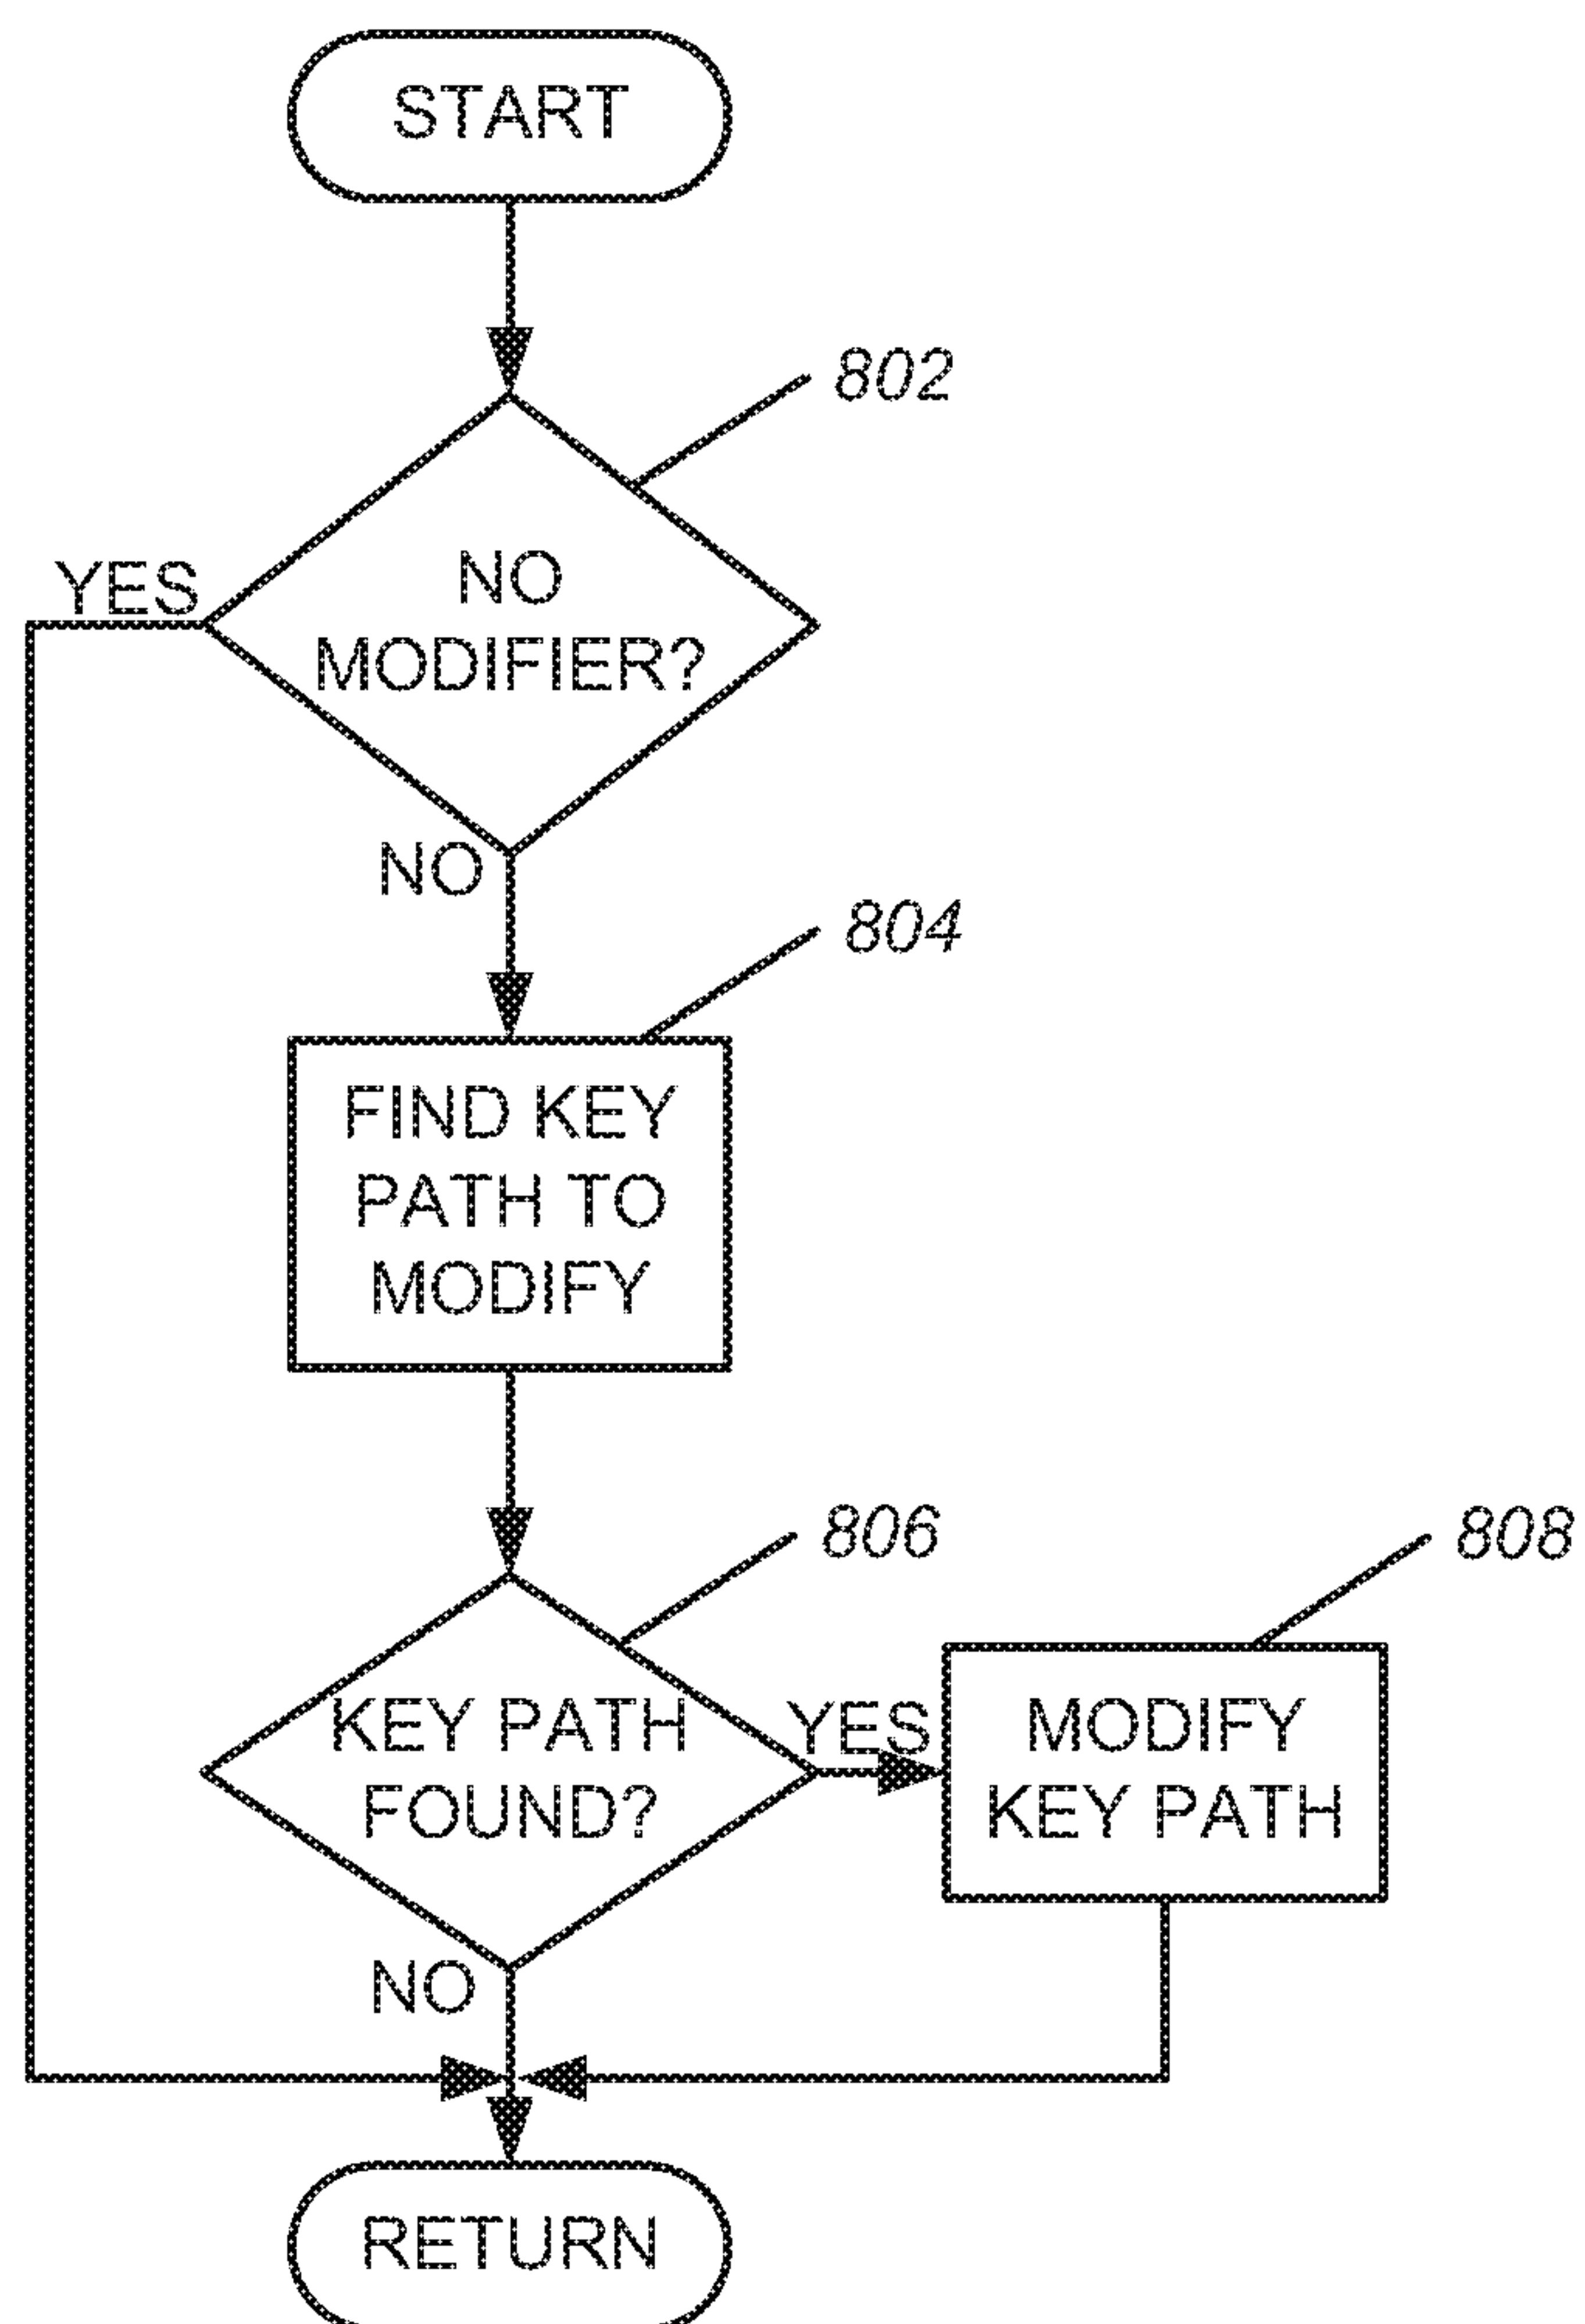 START
802
NO
MODIFIER?
YES
NO
804
FIND KEY
PATH TO
MODIFY
806
808
KEY PATH
FOUND?
YES
MODIFY
KEY PATH
NO
RETURN